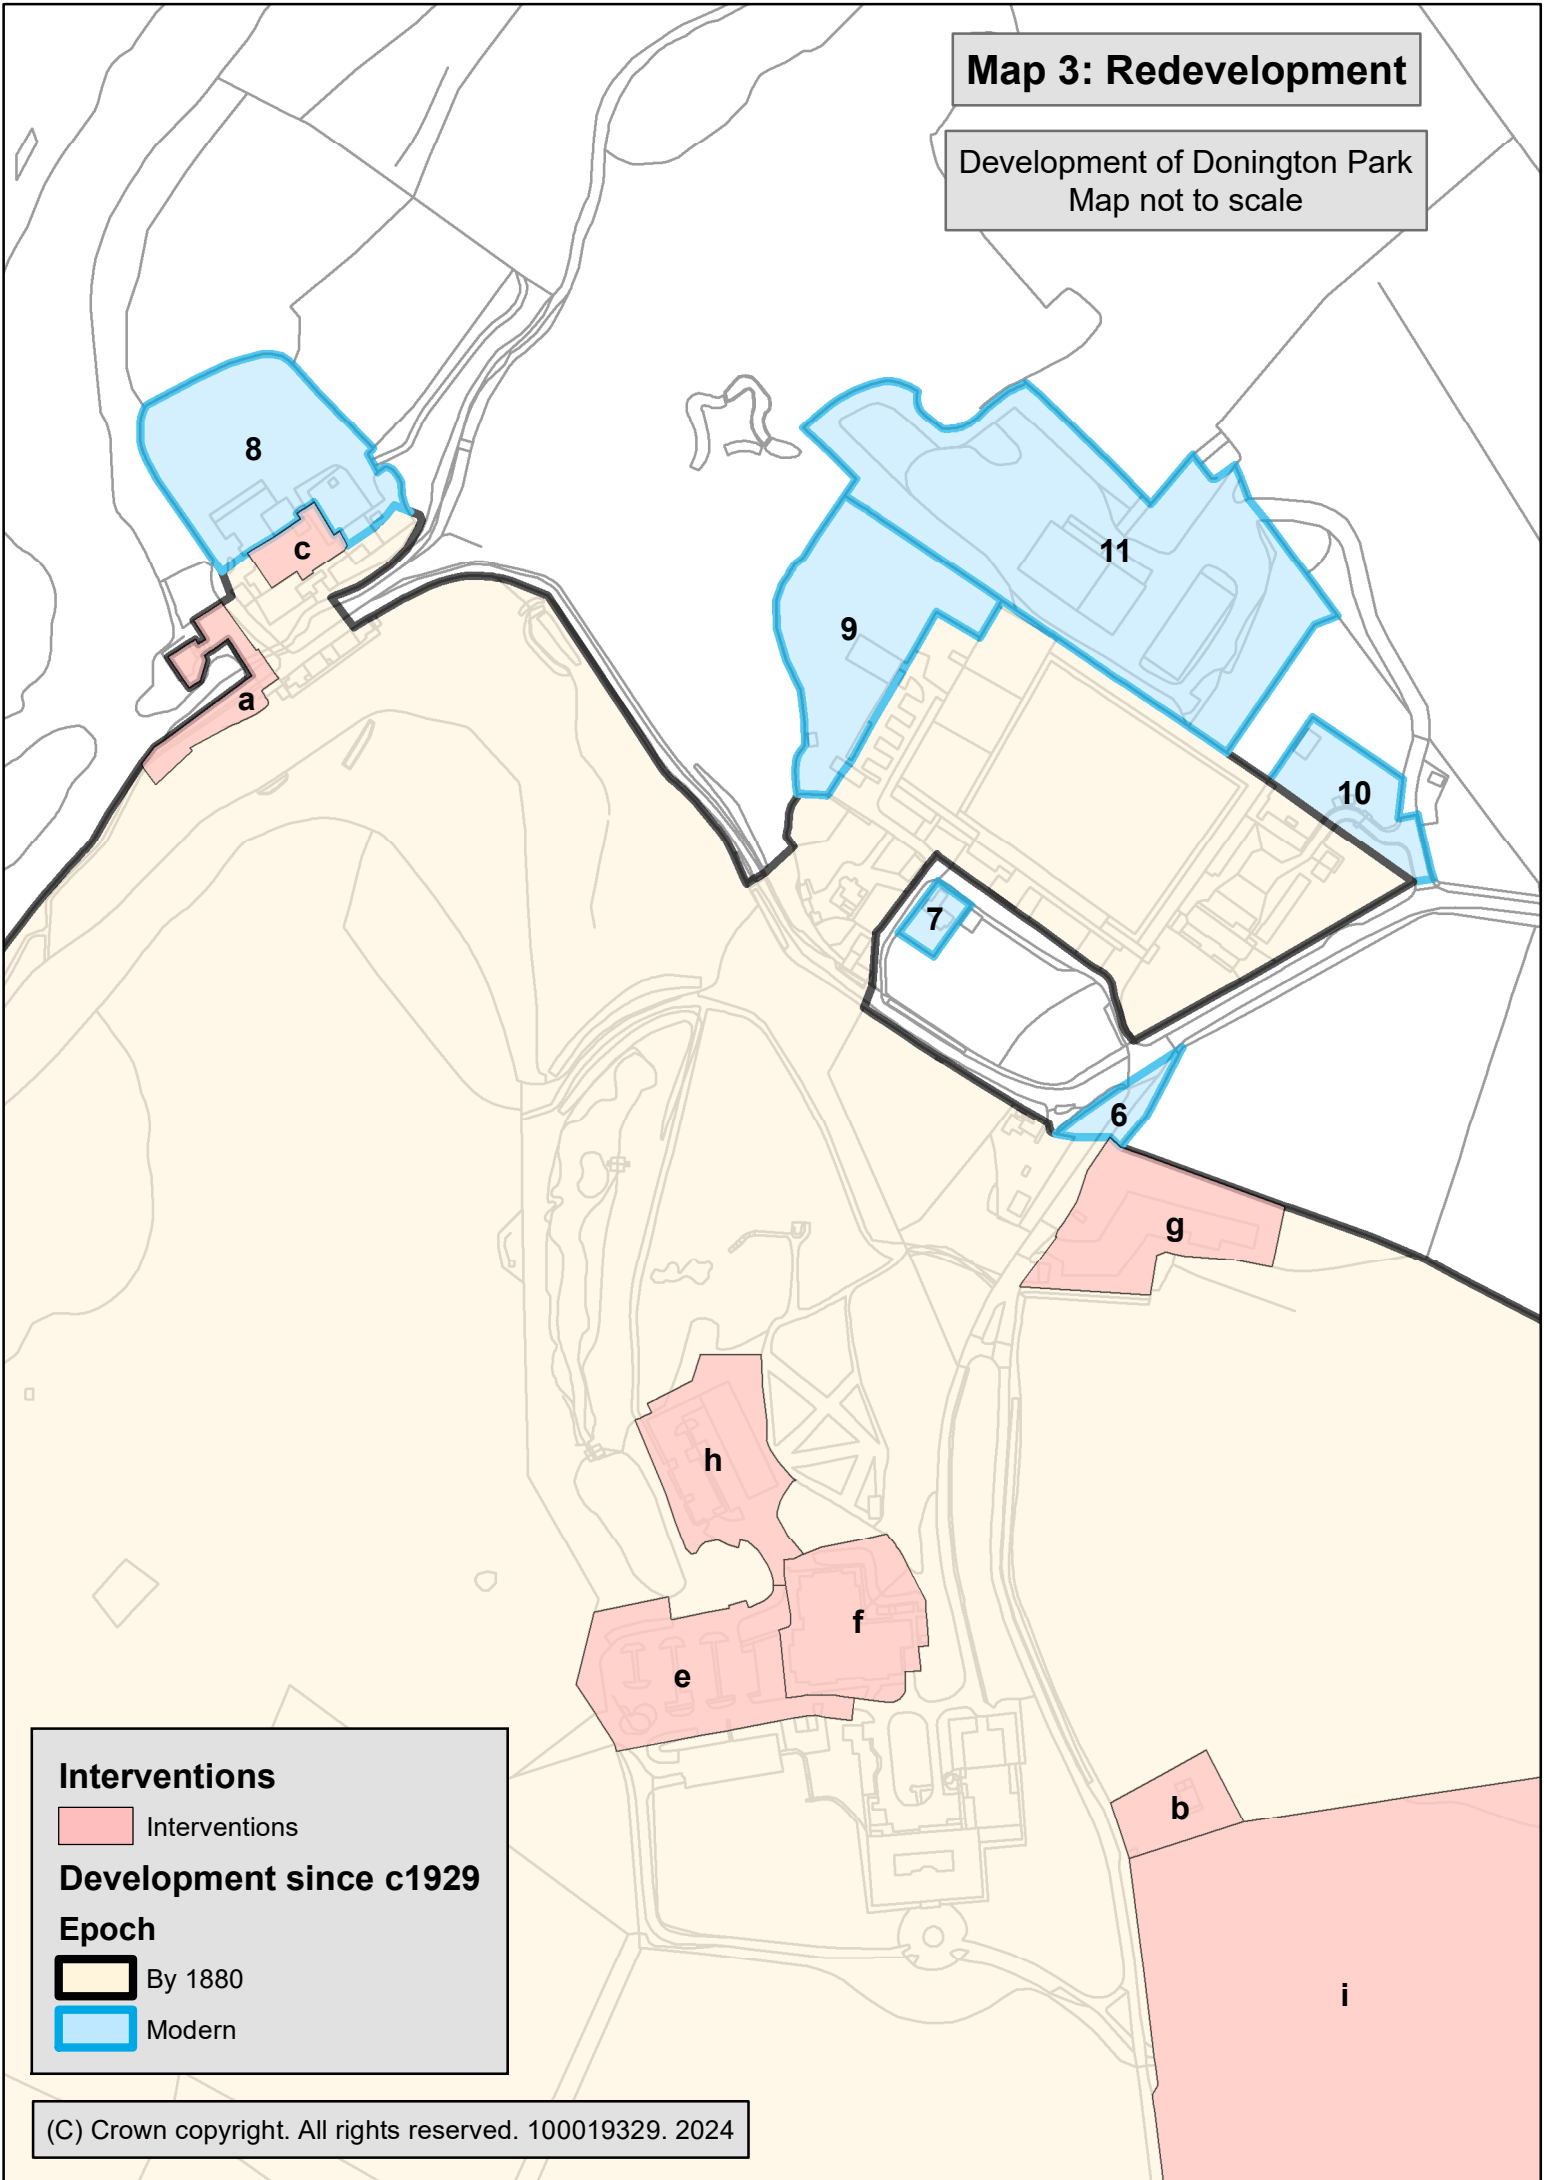 Map 3: Redevelopment
Development of Donington Park
Map not to scale
8
c
a
11
9
10
7
6
g
h
f
e
b
i
Interventions
Interventions
Development since c1929
Epoch
By 1880
Modern
(C) Crown copyright. All rights reserved. 100019329. 2024